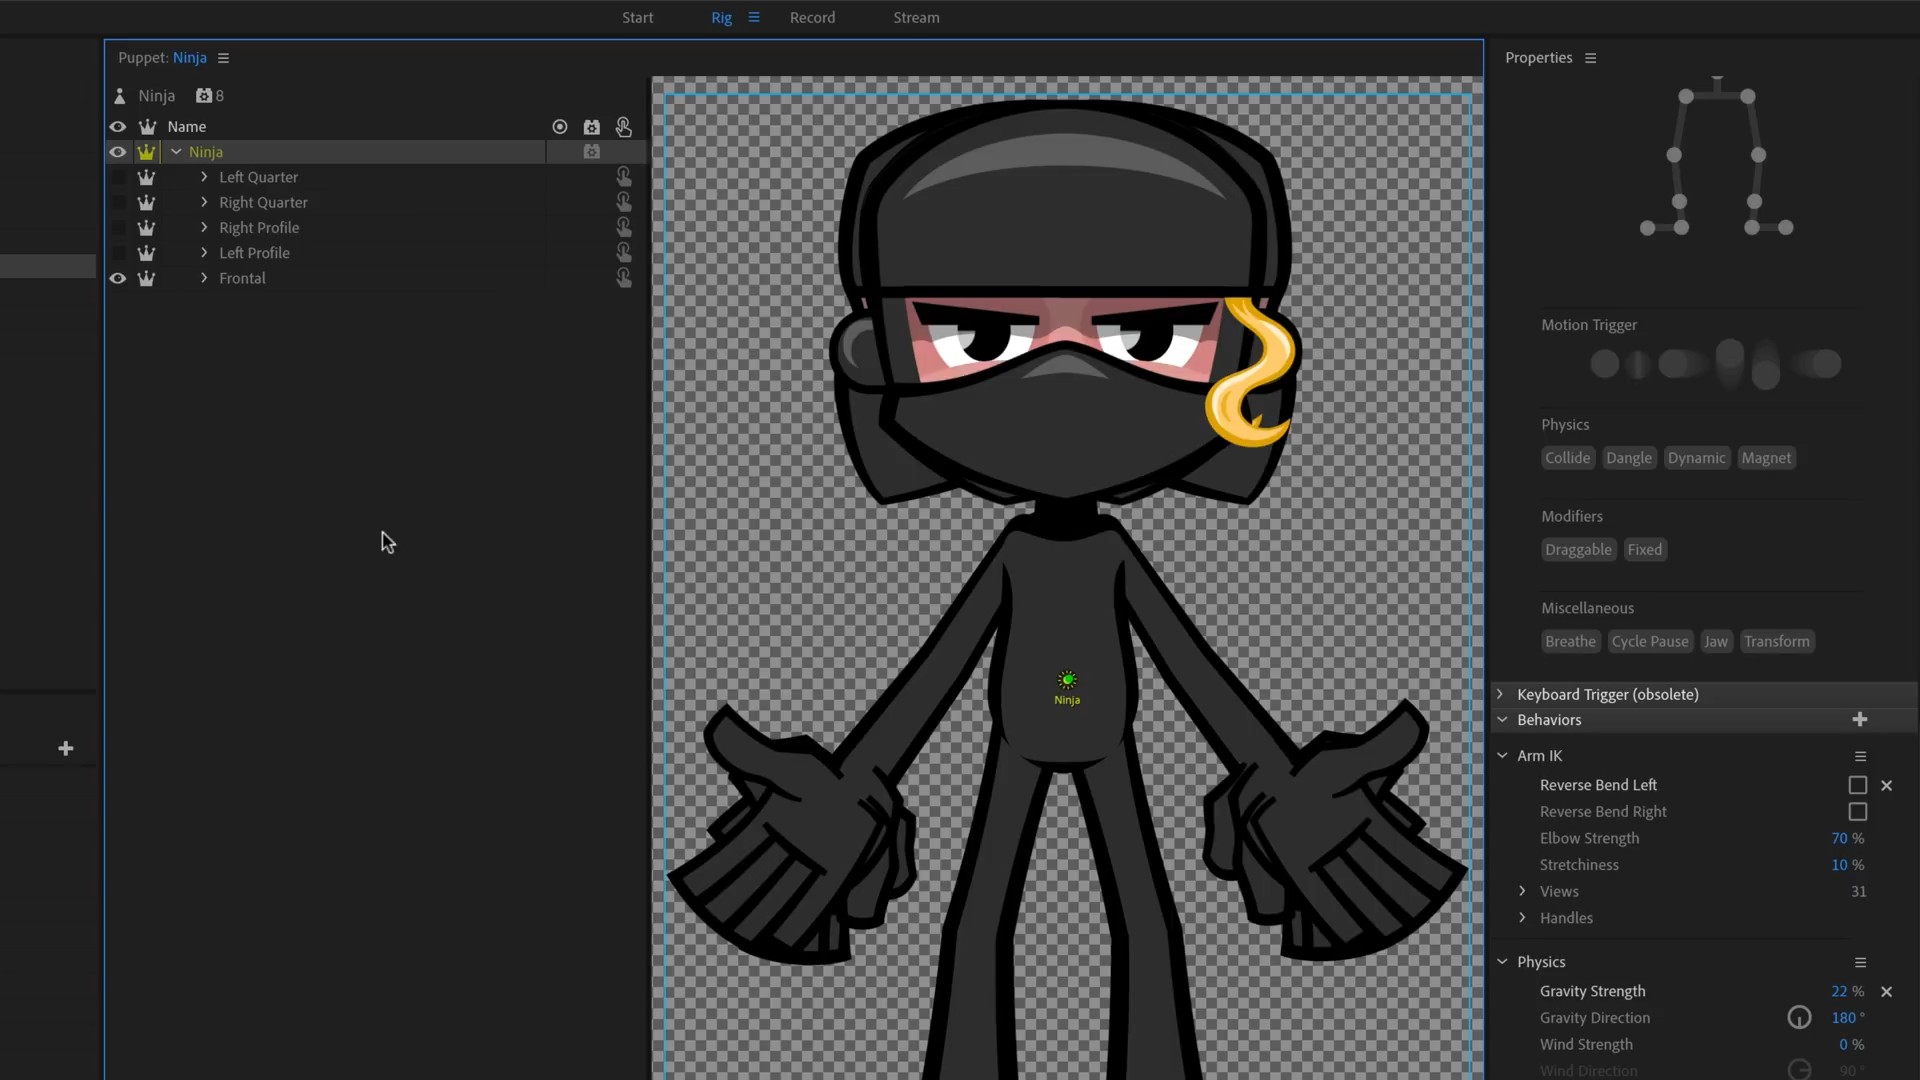 Start Rig Record Stream
Puppet: Ninja
Ninja 8
Name
Ninja
Left Quarter
Right Quarter
Right Profile
Left Profile
Frontal
Ninja
Properties
Motion Trigger
Physics
Collide Dangle Dynamic Magnet
Modifiers
Draggable Fixed
Miscellaneous
Breathe Cycle Pause Jaw Transform
Keyboard Trigger (obsolete)
Behaviors
Arm IK
Reverse Bend Left
Reverse Bend Right
Elbow Strength 70 %
Stretchiness 10 %
Views 31
Handles
Physics
Gravity Strength 22 %
Gravity Direction 180 °
Wind Strength 0 %
Wind Direction 90 °